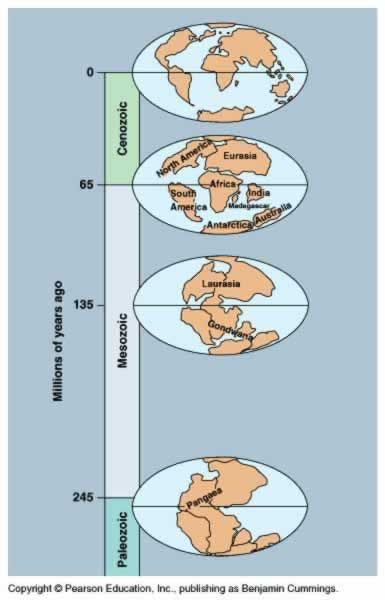 0
Cenozoic
North America
Eurasia
65
Africa
South
America
India
Madagascar
Australia
Antarctica
Millions of years ago
Laurasia
135
Mesozoic
Gondwana
245
Pangaea
Paleozoic
Copyright © Pearson Education, Inc., publishing as Benjamin Cummings.